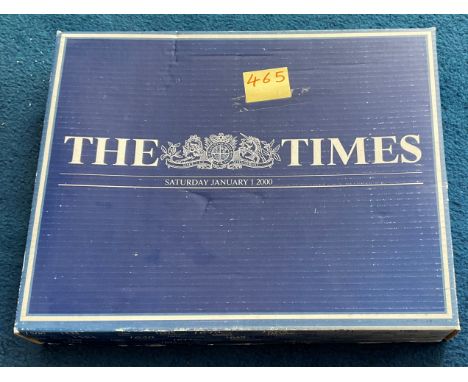 465
THE TIMES
SATURDAY JANUARY 1 2000